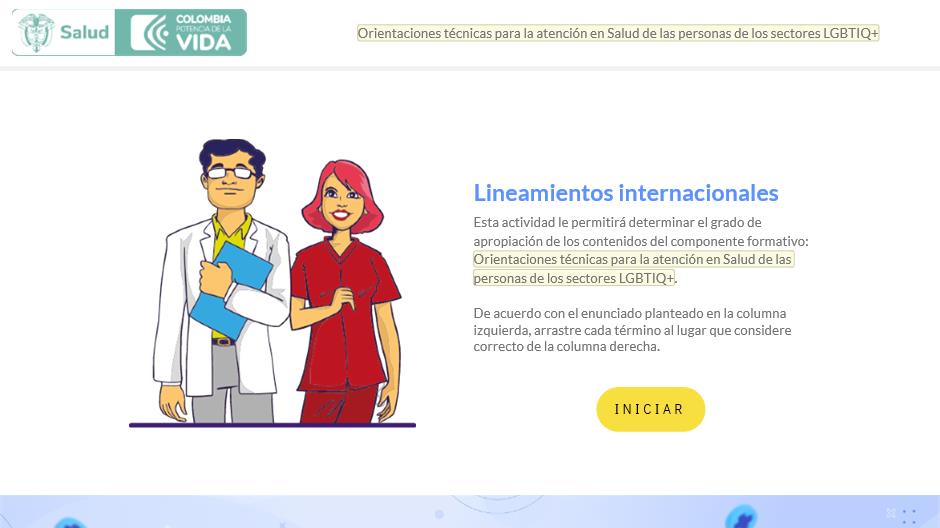 Salud
COLOMBIA
POTENCIA DE LA
VIDA
Orientaciones técnicas para la atención en Salud de las personas de los sectores LGBTIQ+
Lineamientos internacionales
Esta actividad le permitirá determinar el grado de
apropiación de los contenidos del componente formativo:
Orientaciones técnicas para la atención en Salud de las
personas de los sectores LGBTIQ+.
De acuerdo con el enunciado planteado en la columna
izquierda, arrastre cada término al lugar que considere
correcto de la columna derecha.
INICIAR